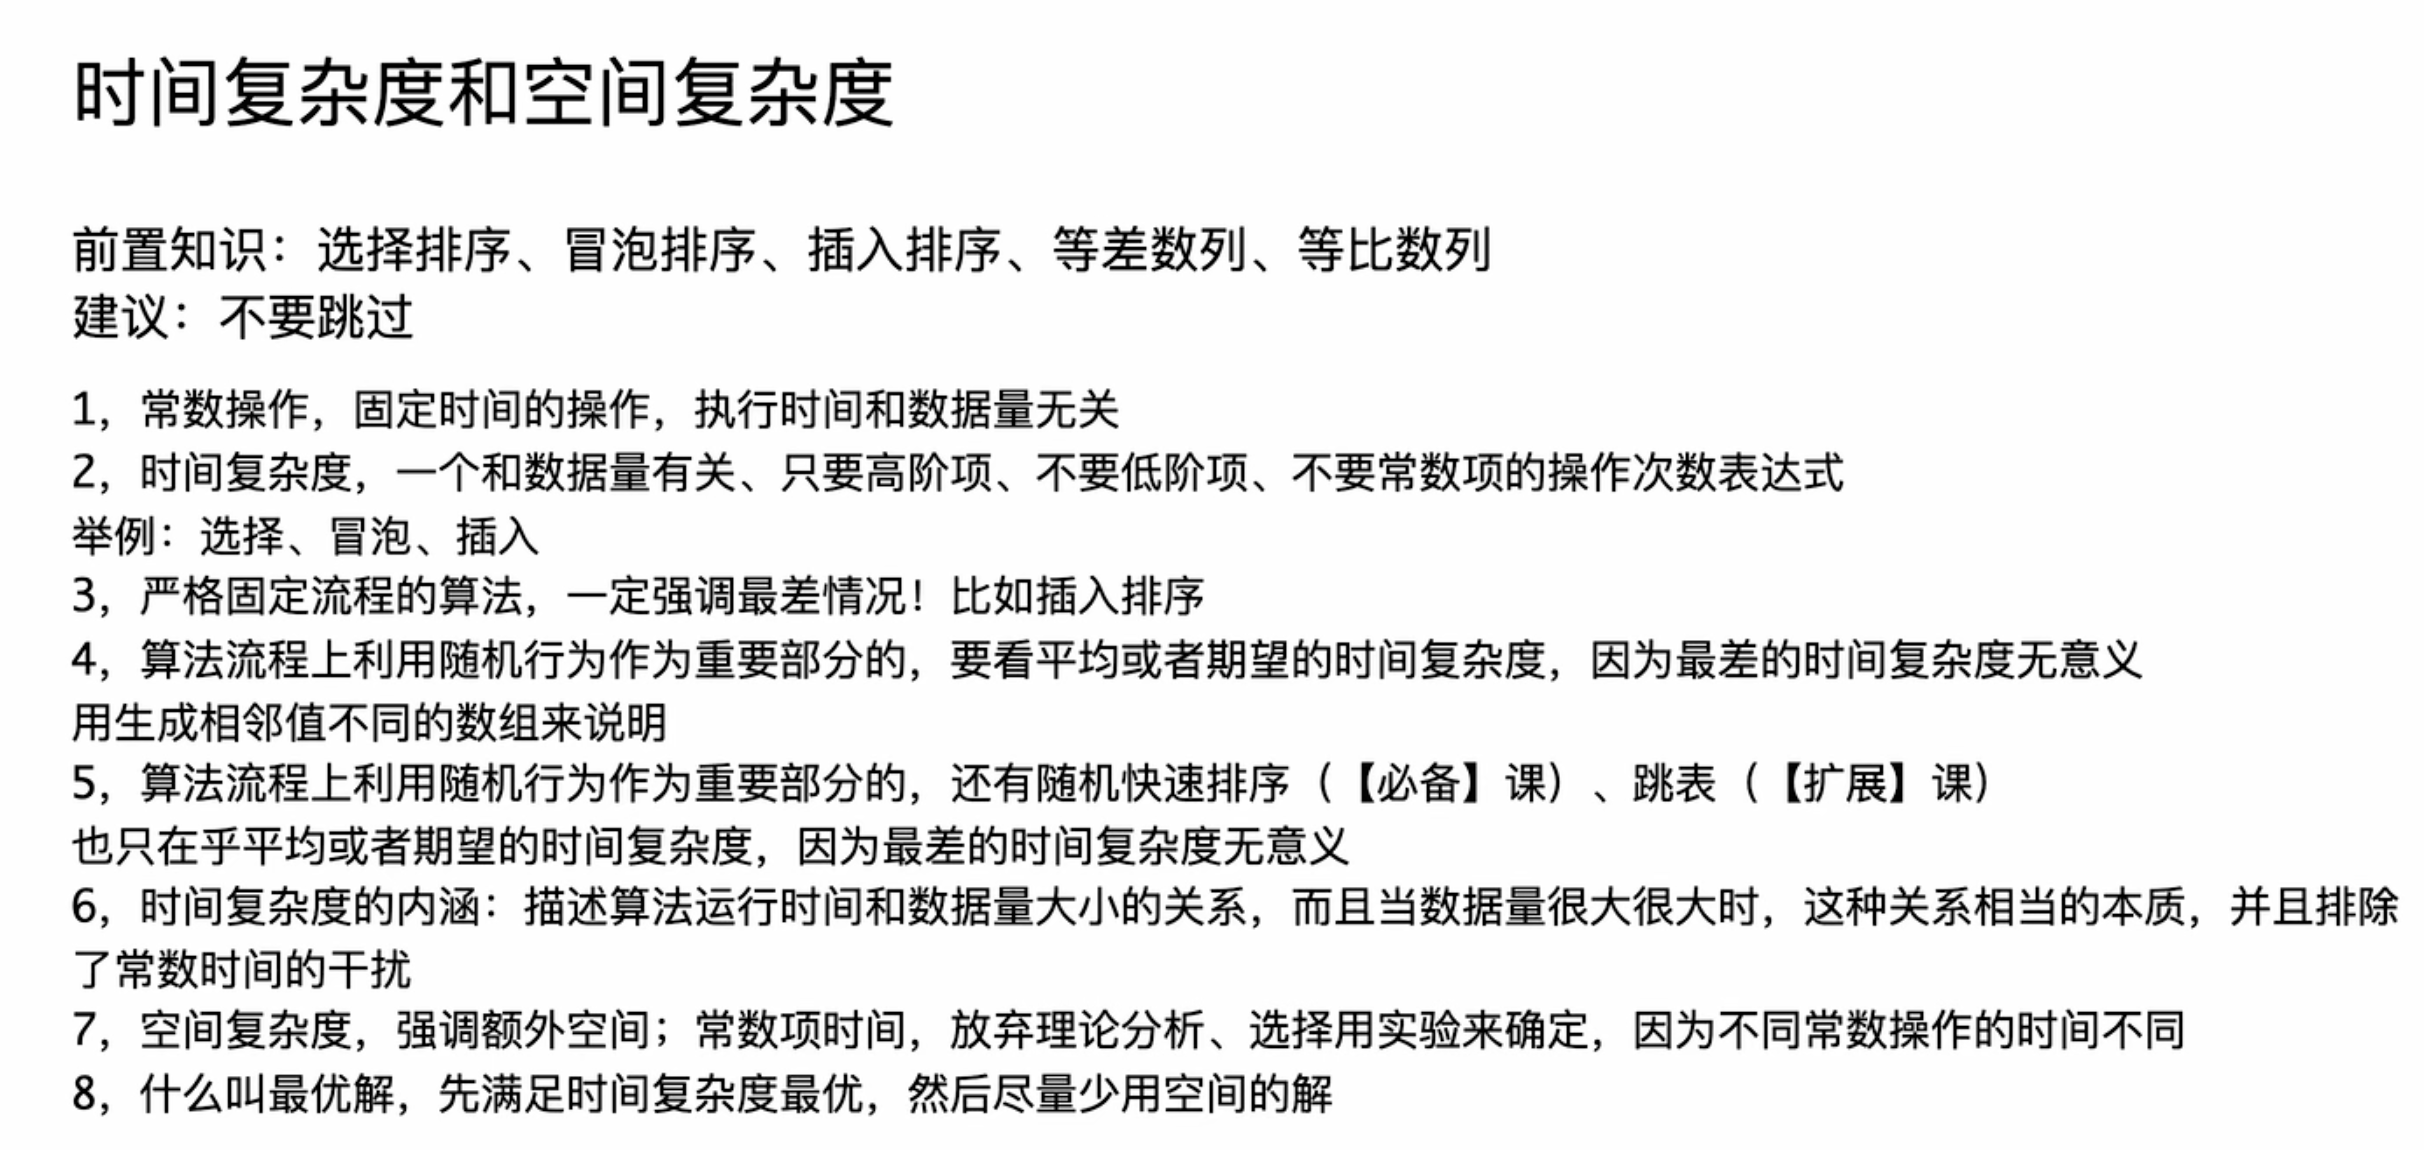 时间复杂度和空间复杂度
前置知识：选择排序、冒泡排序、插入排序、等差数列、等比数列
建议：不要跳过
1，常数操作，固定时间的操作，执行时间和数据量无关
2，时间复杂度，一个和数据量有关、只要高阶项、不要低阶项、不要常数项的操作次数表达式
举例：选择、冒泡、插入
3，严格固定流程的算法，一定强调最差情况！比如插入排序
4，算法流程上利用随机行为作为重要部分的，要看平均或者期望的时间复杂度，因为最差的时间复杂度无意义
用生成相邻值不同的数组来说明
5，算法流程上利用随机行为作为重要部分的，还有随机快速排序（【必备】课）、跳表（【扩展】课）
也只在乎平均或者期望的时间复杂度，因为最差的时间复杂度无意义
6，时间复杂度的内涵：描述算法运行时间和数据量大小的关系，而且当数据量很大很大时，这种关系相当的本质，并且排除
了常数时间的干扰
7，空间复杂度，强调额外空间；常数项时间，放弃理论分析、选择用实验来确定，因为不同常数操作的时间不同
8，什么叫最优解，先满足时间复杂度最优，然后尽量少用空间的解